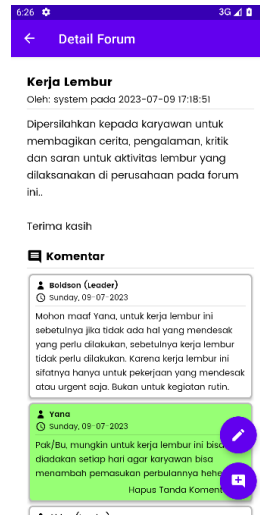 6:26
3G
Detail Forum
Kerja Lembur
Oleh: system pada 2023-07-09 17:18:51
Dipersilahkan kepada karyawan untuk
membagikan cerita, pengalaman, kritik
dan saran untuk aktivitas lembur yang
dilaksanakan di perusahaan pada forum
ini..
Terima kasih
Komentar
Boldson (Leader)
Sunday, 09-07-2023
Mohon maaf Yana, untuk kerja lembur ini
sebetulnya jika tidak ada hal yang mendesak
yang perlu dilakukan, sebetulnya kerja lembur
tidak perlu dilakukan. Karena kerja lembur ini
sifatnya hanya untuk pekerjaan yang mendesak
atau urgent saja. Bukan untuk kegiatan rutin.
Yana
Sunday, 09-07-2023
Pak/Bu, mungkin untuk kerja lembur ini bisa
diadakan setiap hari agar karyawan bisa
menambah pemasukan perbulannya hehe
Hapus Tanda Komen